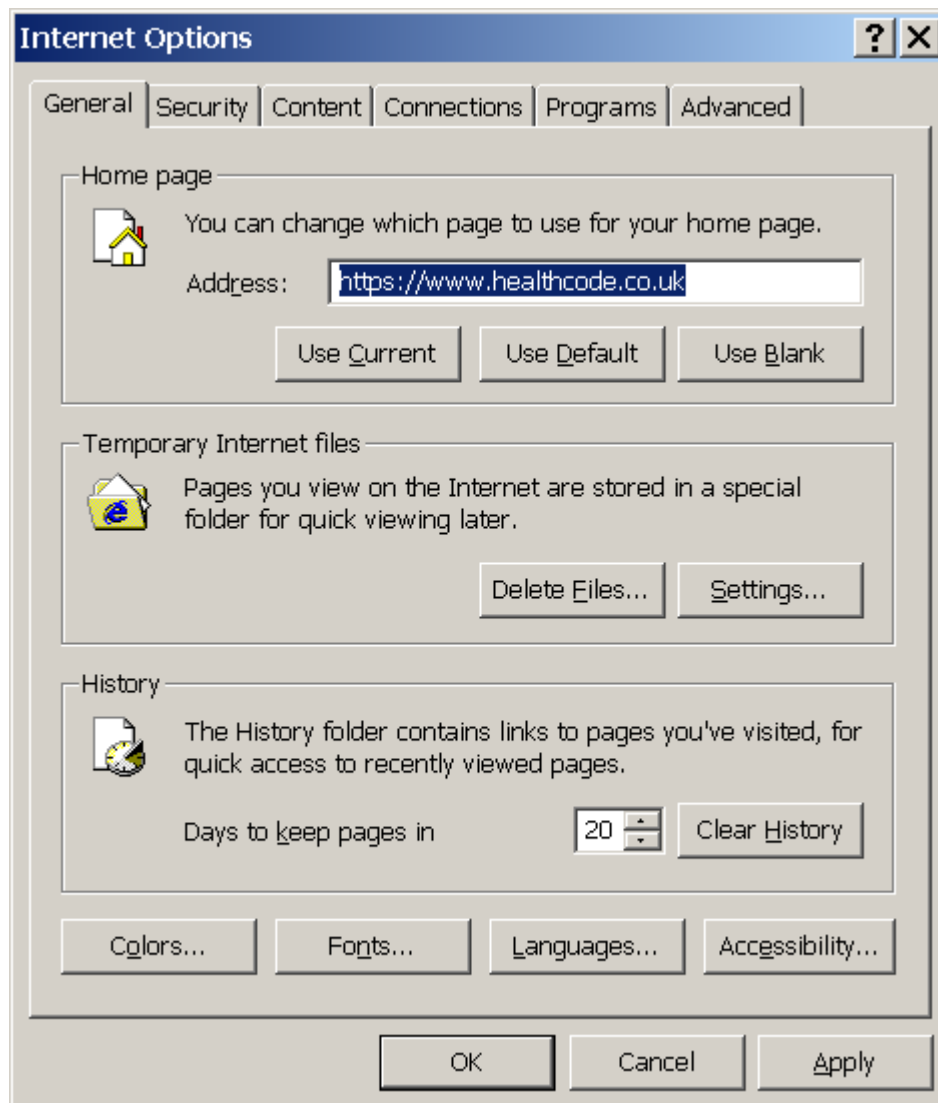 Internet Options
General Security Content Connections Programs Advanced
Home page
You can change which page to use for your home page.
Address: https://www.healthcode.co.uk
Use Current Use Default Use Blank
Temporary Internet files
Pages you view on the Internet are stored in a special
folder for quick viewing later.
Delete Files... Settings...
History
The History folder contains links to pages you've visited, for
quick access to recently viewed pages.
Days to keep pages in 20 Clear History
Colors... Fonts... Languages... Accessibility...
OK Cancel Apply